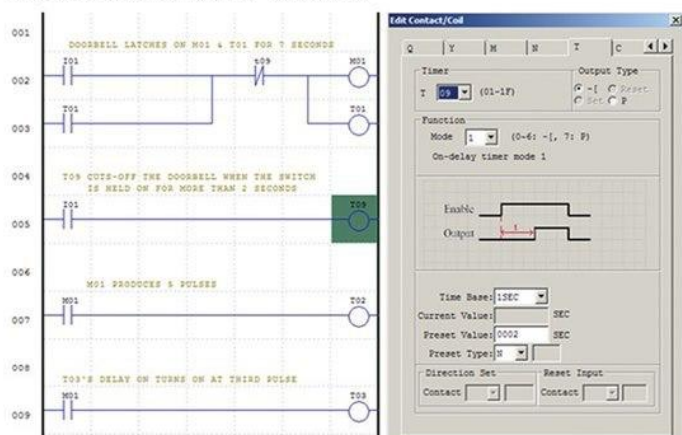 001
DOORBELL LATCHES ON M01 & T01 FOR 7 SECONDS
I01 t09 M01
002
T01 T01
003
004
T09 CUTS-OFF THE DOORBELL WHEN THE SWITCH
IS HELD ON FOR MORE THAN 2 SECONDS
I01 T09
005
006
M01 PRODUCES 5 PULSES
M01 T02
007
008
T03'S DELAY ON TURNS ON AT THIRD PULSE
M01 T03
009
Edit Contact/Coil
Q Y M N T C
Timer
T 09 (01-1F)
Output Type
-[ Reset
Set P
Function
Mode 1 (0~6: -[, 7: P)
On-delay timer mode 1
Enable
t
Output
Time Base: 1SEC
Current Value: SEC
Preset Value: 0002 SEC
Preset Type: N
Direction Set
Contact
Reset Input
Contact